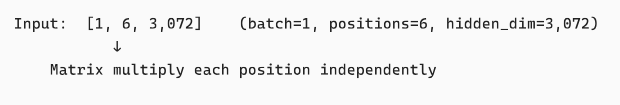 Input: [1, 6, 3,072] (batch=1, positions=6, hidden_dim=3,072)
↓
Matrix multiply each position independently